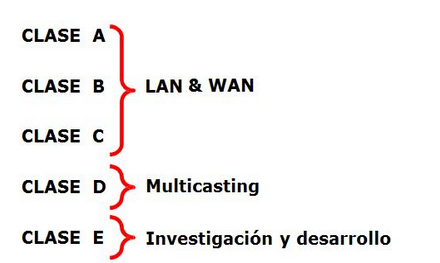 CLASE A
CLASE B
LAN & WAN
CLASE C
CLASE D
Multicasting
CLASE E
Investigación y desarrollo